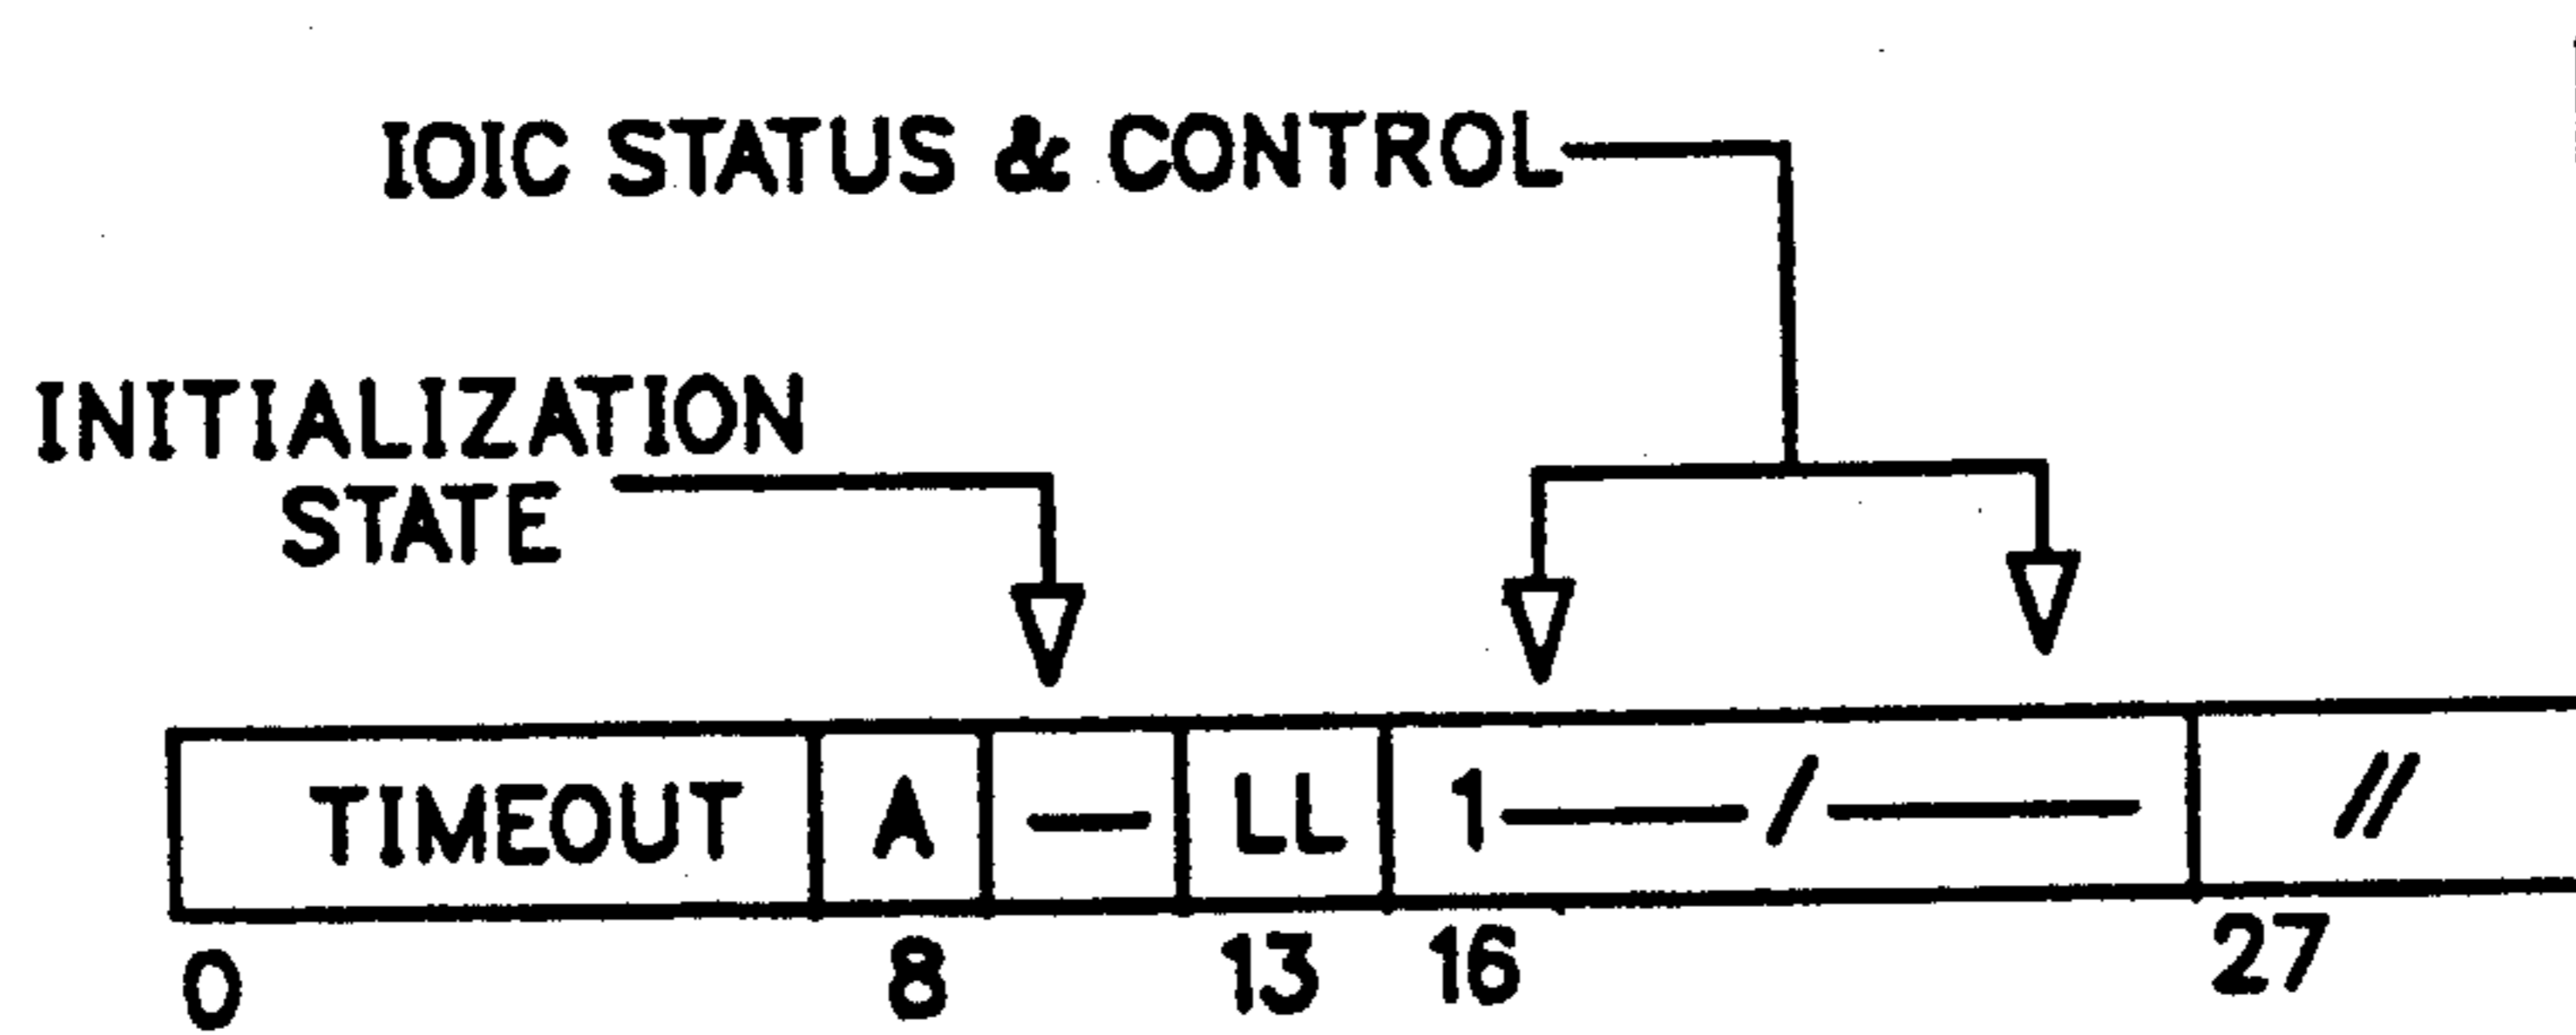 IOIC STATUS & CONTROL
INITIALIZATION
STATE
TIMEOUT A — LL 1——/—— //
0 8 13 16 27